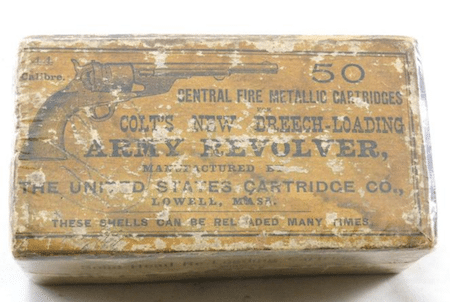 44
Calibre.
50
CENTRAL FIRE METALLIC CARTRIDGES
COLT'S NEW BREECH-LOADING
ARMY REVOLVER,
MANUFACTURED BY
THE UNITED STATES CARTRIDGE CO.,
LOWELL, MASS.
THESE SHELLS CAN BE RELOADED MANY TIMES.